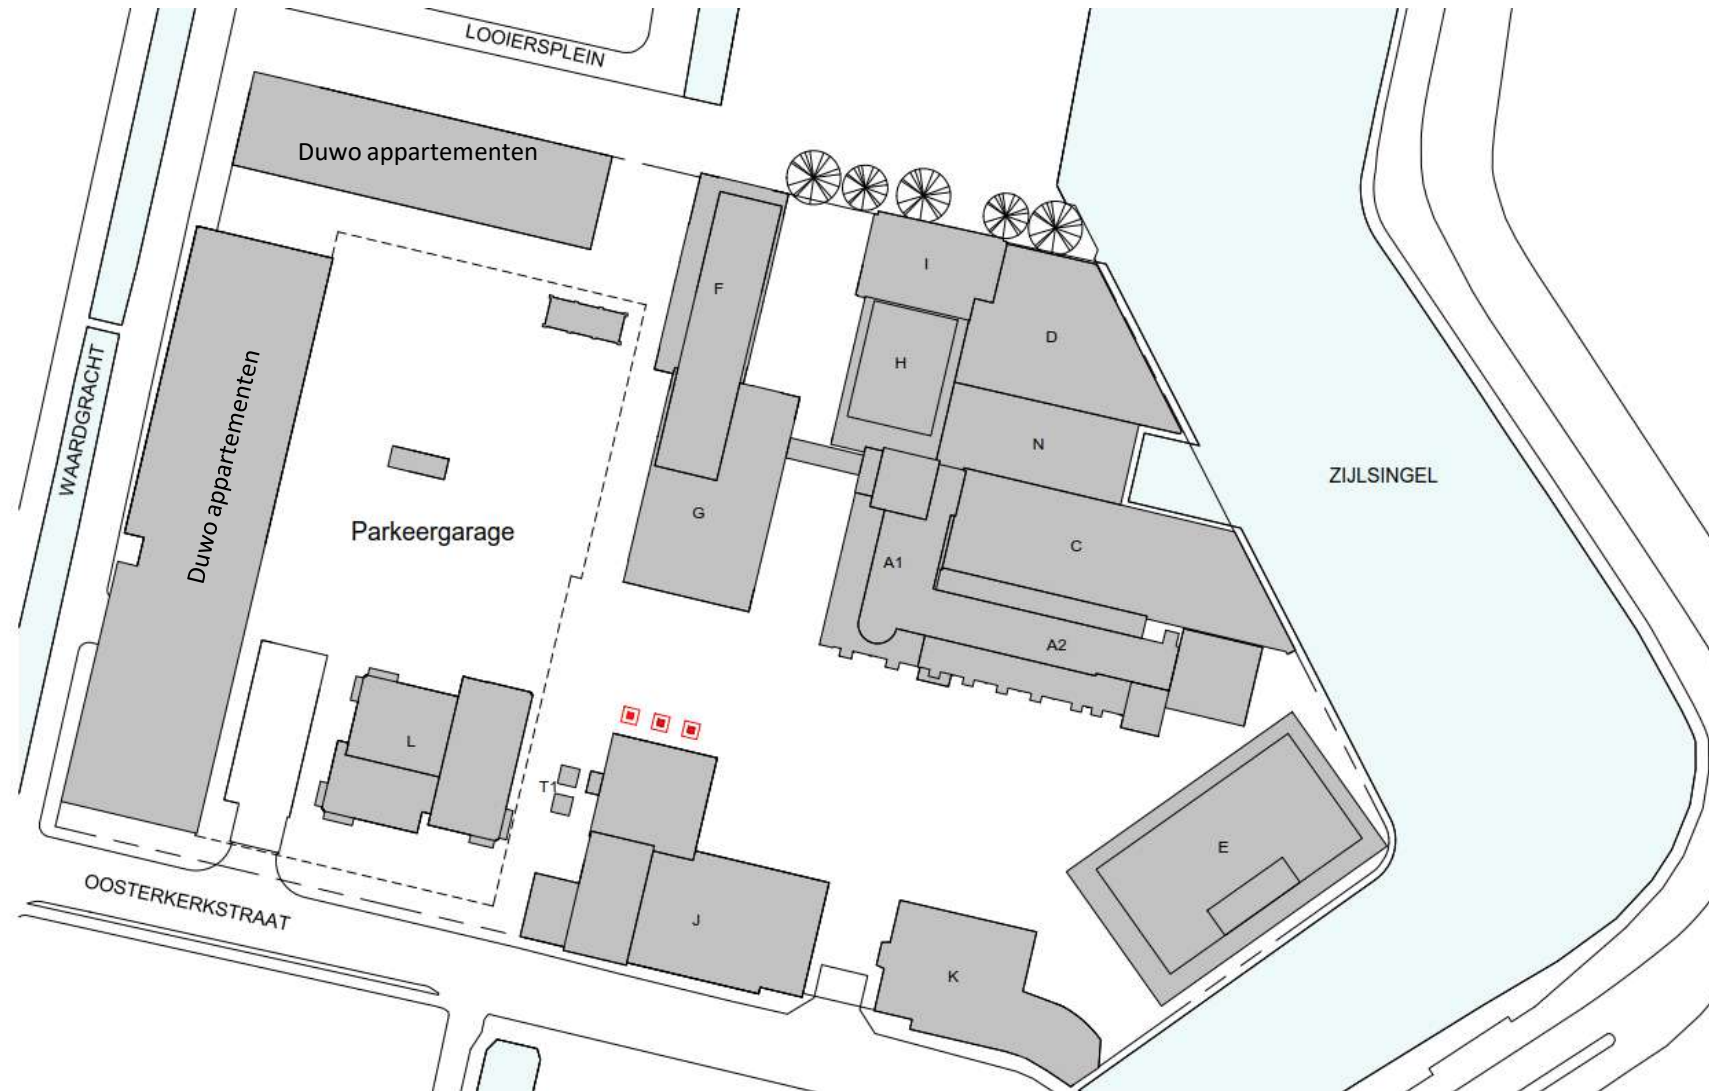 LOOIERSPLEIN
Duwo appartementen
F
I
D
H
WAARDGRACHT
Duwo appartementen
N
ZIJLSINGEL
G
Parkeergarage
C
A1
A2
L
T1
E
OOSTERKERKSTRAAT
J
K